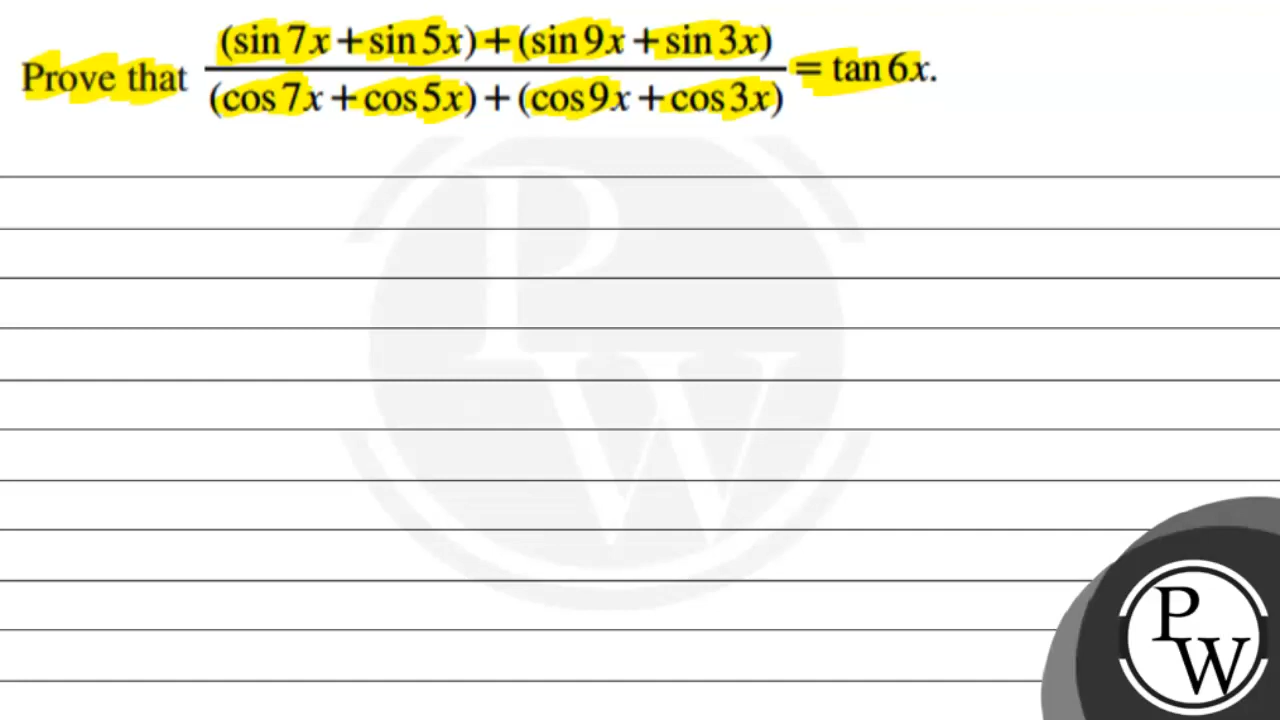 Prove that \frac{(\sin 7x + \sin 5x) + (\sin 9x + \sin 3x)}{(\cos 7x + \cos 5x) + (\cos 9x + \cos 3x)} = \tan 6x.
P
W
P
W